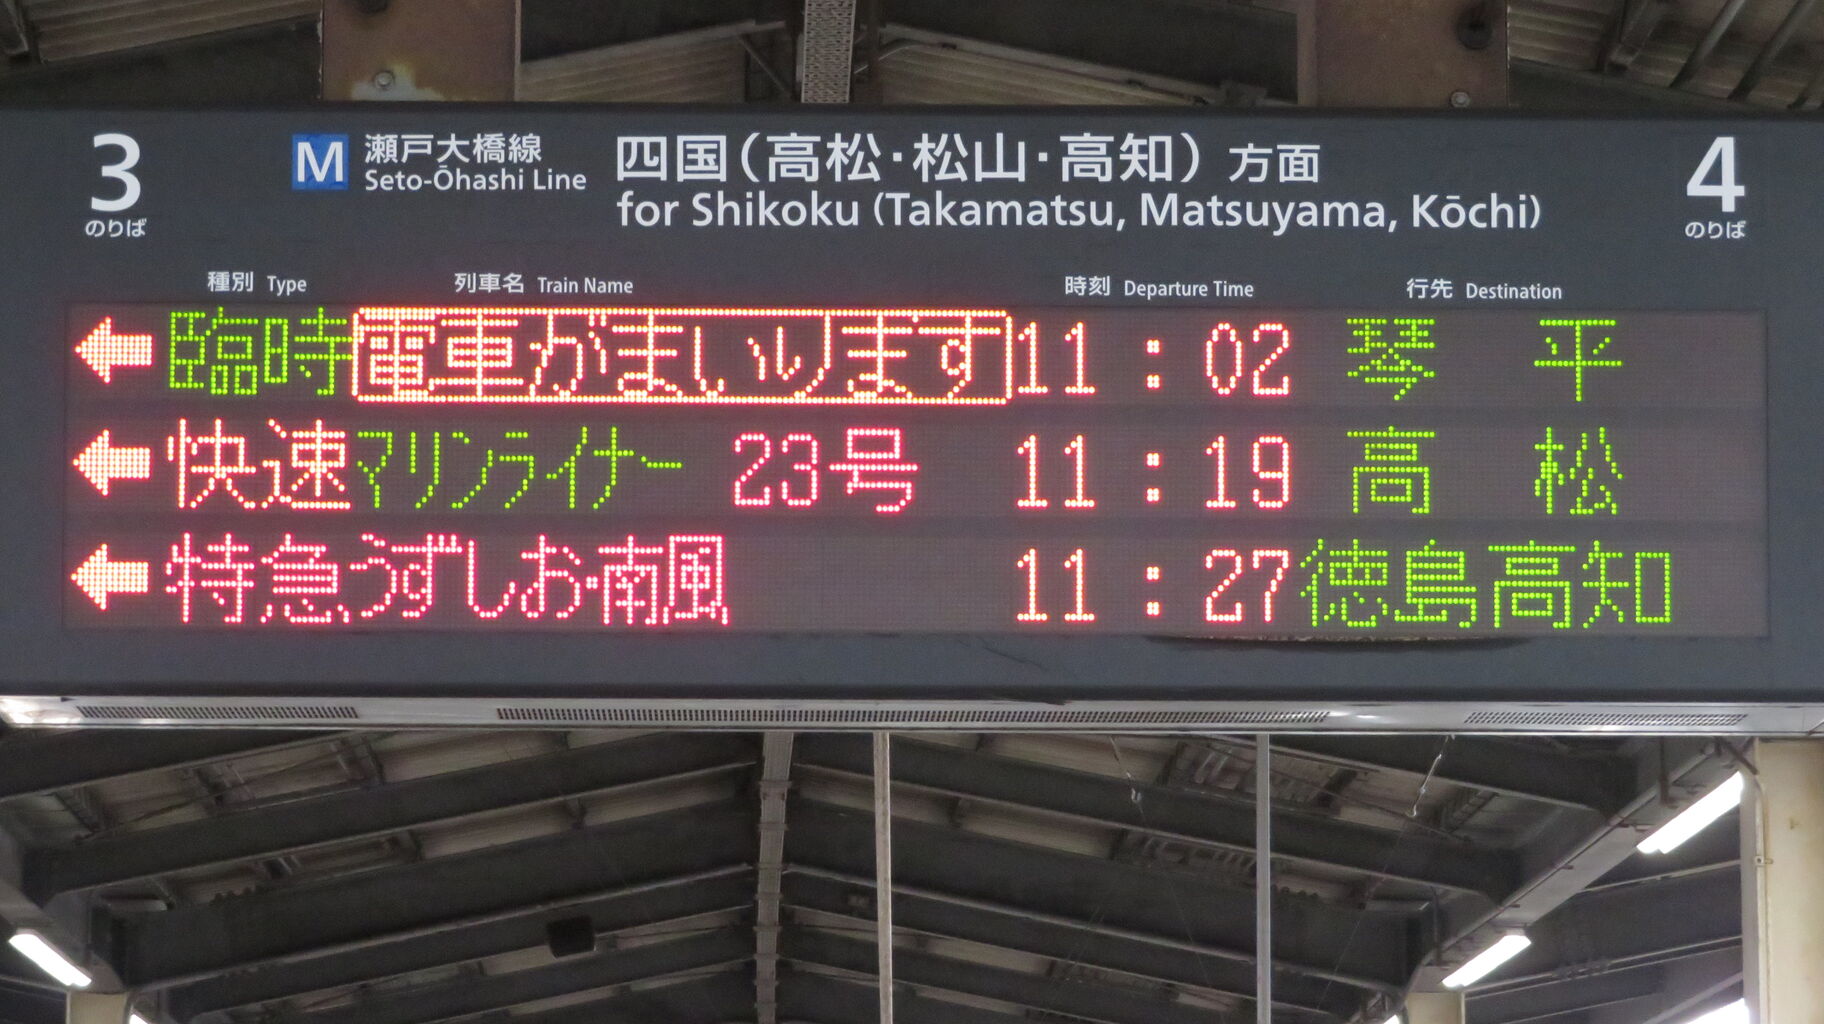 3 のりば
M 瀬戸大橋線 Seto-Ōhashi Line
四国(高松・松山・高知)方面
for Shikoku (Takamatsu, Matsuyama, Kōchi)
4 のりば
種別 Type 列車名 Train Name 時刻 Departure Time 行先 Destination
← 臨時 電車がまいります 11:02 琴平
← 快速 マリンライナー 23号 11:19 高松
← 特急 うずしお・南風 11:27 徳島高知